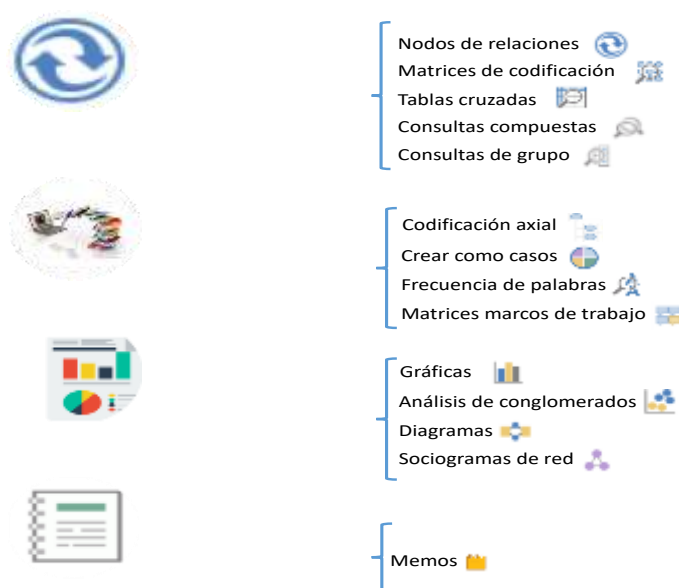 Nodos de relaciones
Matrices de codificación
Tablas cruzadas
Consultas compuestas
Consultas de grupo
Codificación axial
Crear como casos
Frecuencia de palabras
Matrices marcos de trabajo
Gráficas
Análisis de conglomerados
Diagramas
Sociogramas de red
Memos